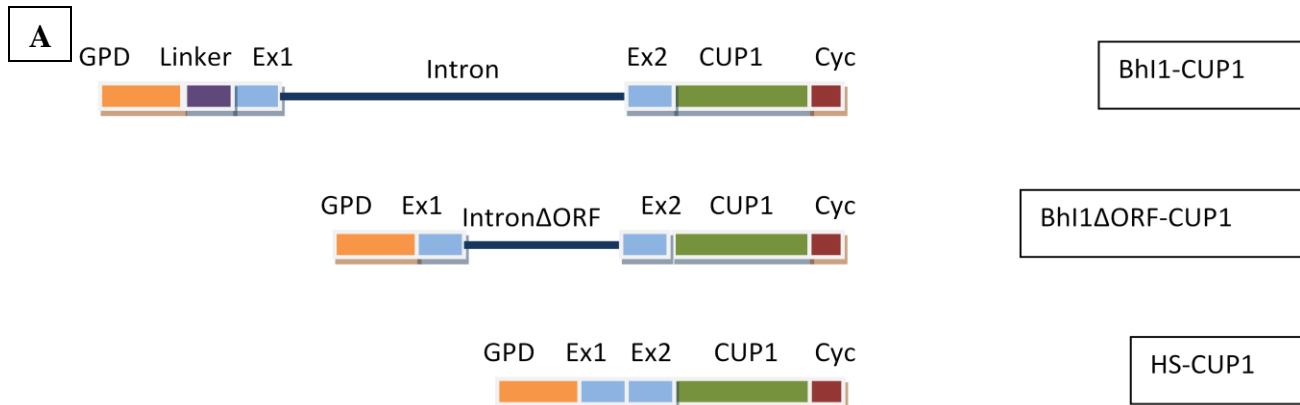 A
GPD Linker Ex1 Intron Ex2 CUP1 Cyc
BhI1-CUP1
GPD Ex1 IntronΔORF Ex2 CUP1 Cyc
BhI1ΔORF-CUP1
GPD Ex1 Ex2 CUP1 Cyc
HS-CUP1